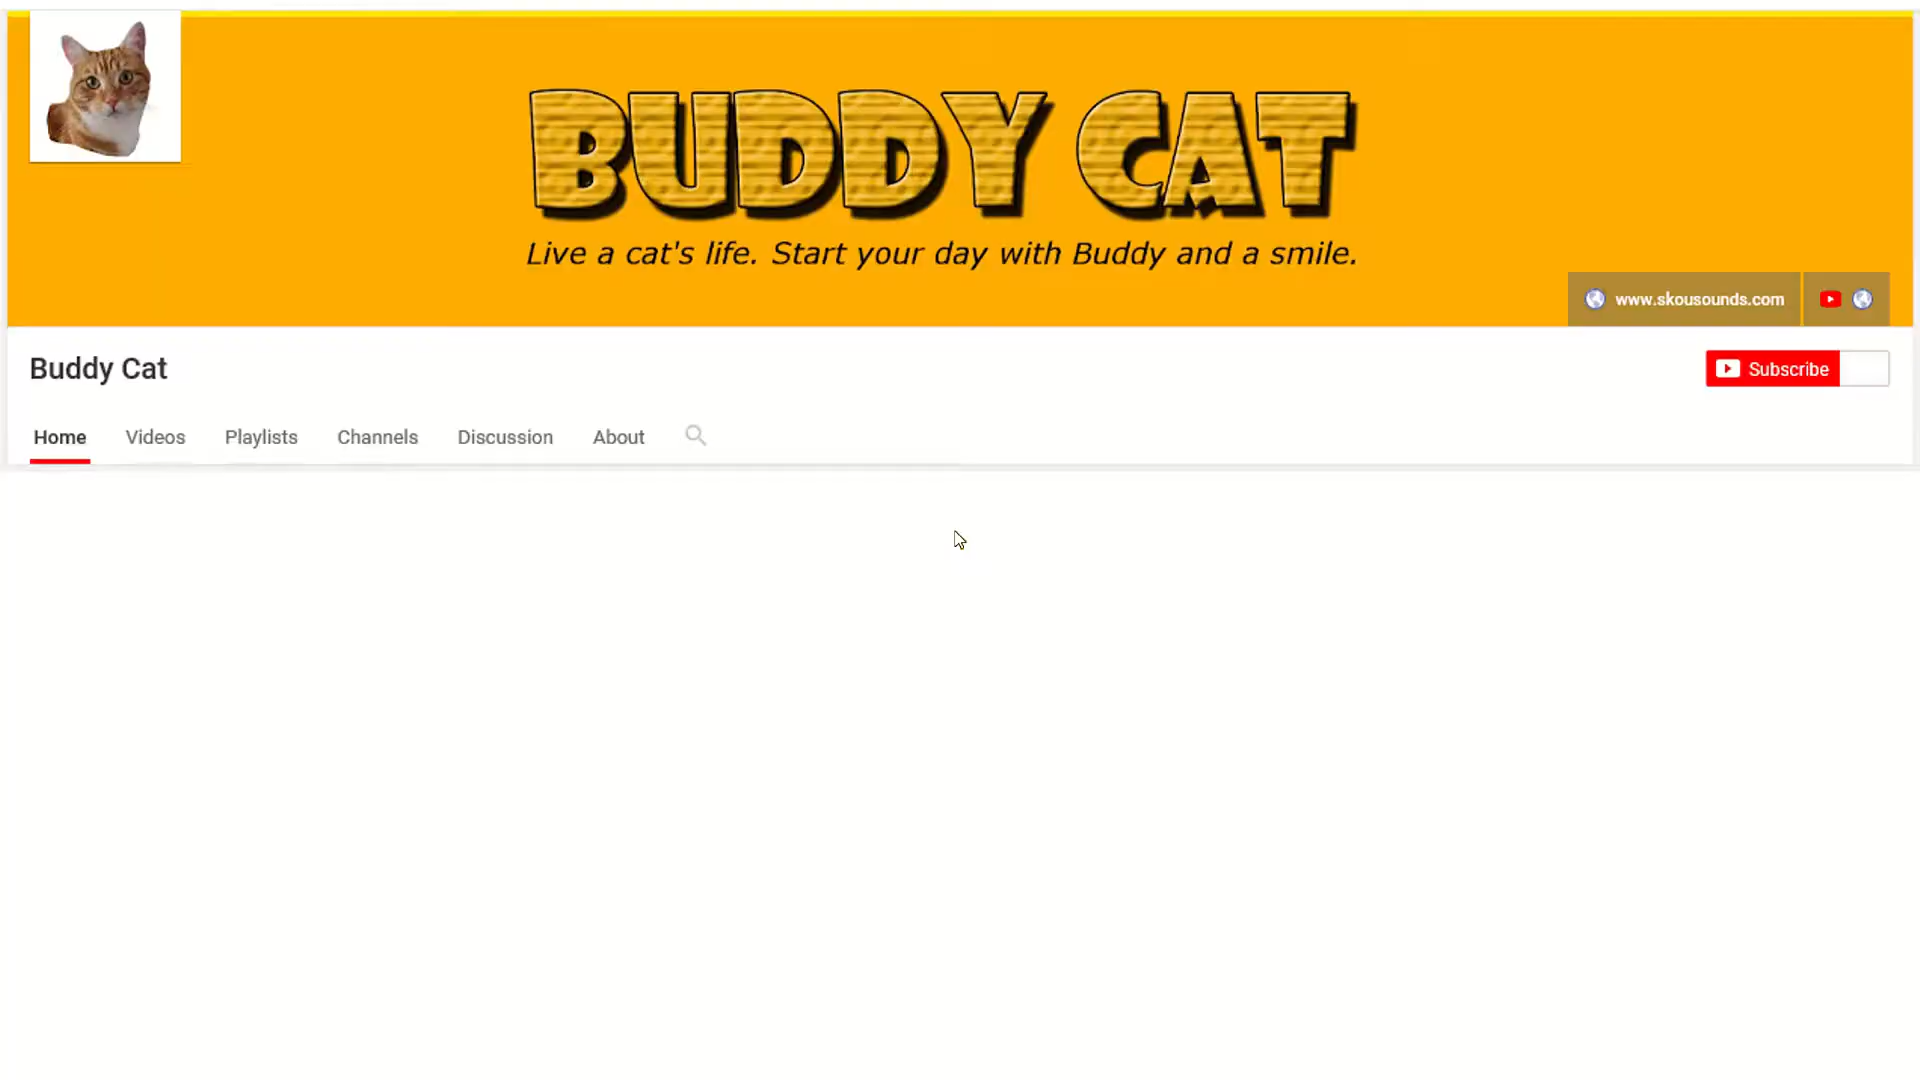 BUDDY CAT
Live a cat's life. Start your day with Buddy and a smile.
www.skousounds.com
Buddy Cat
Subscribe
Home Videos Playlists Channels Discussion About